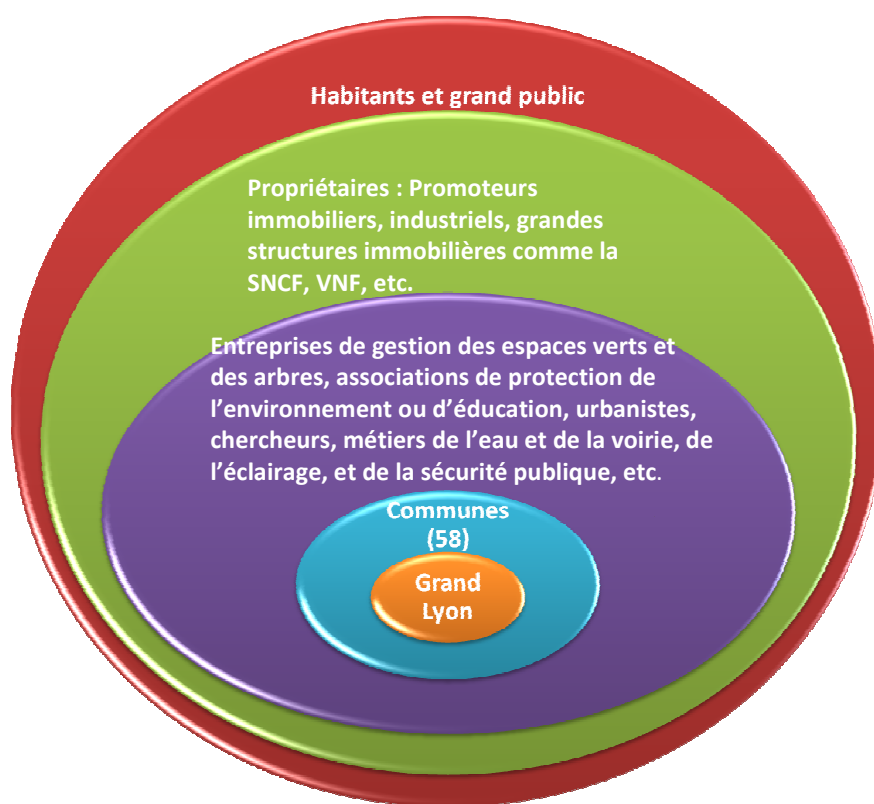 Habitants et grand public
Propriétaires : Promoteurs
immobiliers, industriels, grandes
structures immobilières comme la
SNCF, VNF, etc.
Entreprises de gestion des espaces verts et
des arbres, associations de protection de
l’environnement ou d’éducation, urbanistes,
chercheurs, métiers de l’eau et de la voirie, de
l’éclairage, et de la sécurité publique, etc.
Communes
(58)
Grand
Lyon